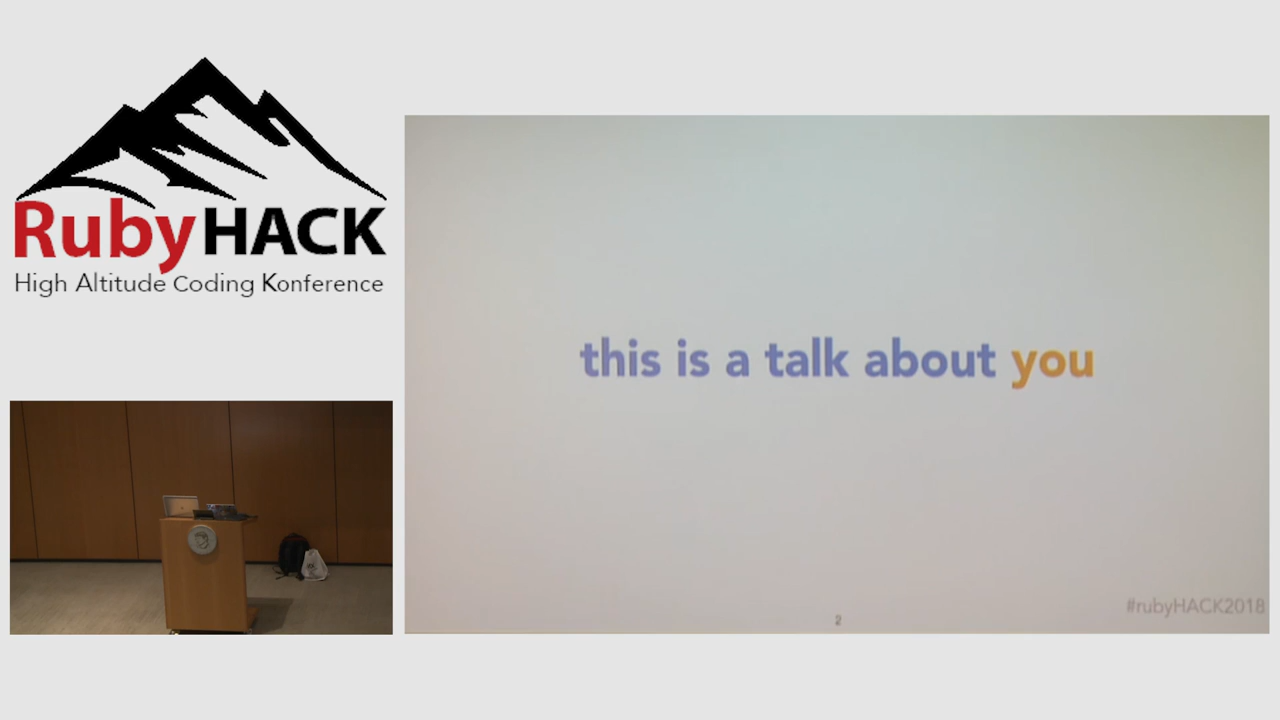 RubyHACK
High Altitude Coding Konference
this is a talk about you
#rubyHACK2018
2